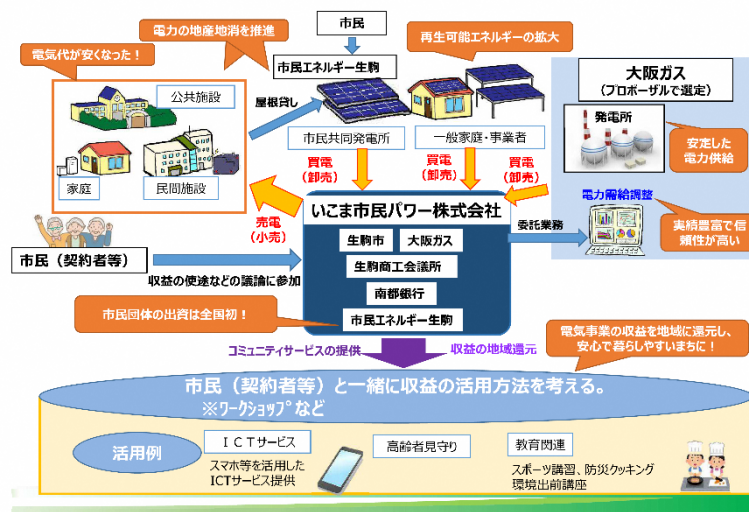 市民
電力の地産地消を推進
再生可能エネルギーの拡大
電気代が安くなった！
市民エネルギー生駒
大阪ガス
（プロポーザルで選定）
公共施設
屋根貸し
発電所
安定した
電力供給
市民共同発電所
一般家庭・事業者
家庭
民間施設
買電
（卸売）
買電
（卸売）
買電
（卸売）
電力需給調整
売電
（小売）
いこま市民パワー株式会社
生駒市
大阪ガス
生駒商工会議所
南都銀行
市民エネルギー生駒
委託業務
実績豊富で信
頼性が高い
市民（契約者等）
収益の使途などの議論に参加
市民団体の出資は全国初！
電気事業の収益を地域に還元し、
安心で暮らしやすいまちに！
コミュニティサービスの提供
収益の地域還元
市民（契約者等）と一緒に収益の活用方法を考える。
※ワークショップなど
活用例
ＩＣＴサービス
スマホ等を活用した
ICTサービス提供
高齢者見守り
教育関連
スポーツ講習、防災クッキング
環境出前講座